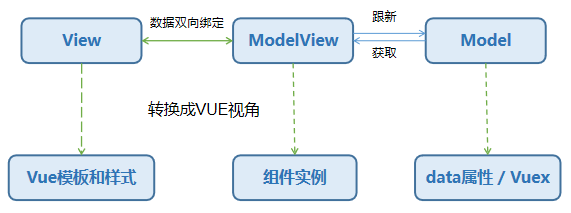 数据双向绑定
跟新
View
ModelView
Model
获取
转换成VUE视角
Vue模板和样式
组件实例
data属性 / Vuex